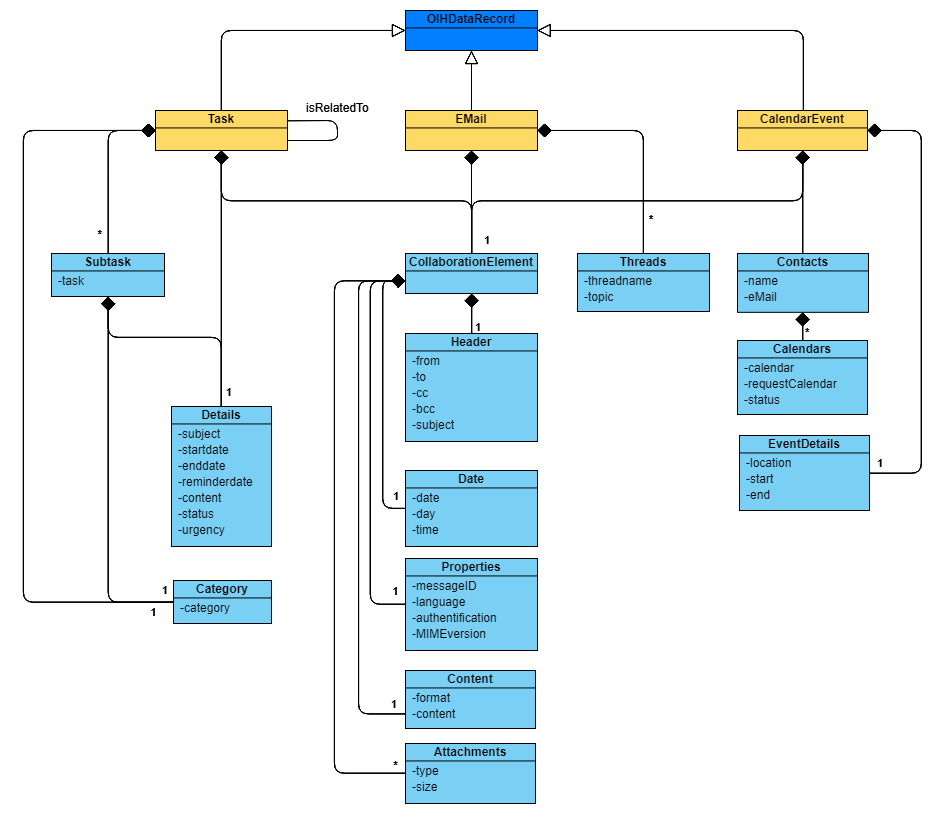 OIHDataRecord
isRelatedTo
Task
EMail
CalendarEvent
*
*
1
Subtask
-task
CollaborationElement
Threads
-threadname
-topic
Contacts
-name
-eMail
1
*
Header
-from
-to
-cc
-bcc
-subject
Calendars
-calendar
-requestCalendar
-status
1
Details
-subject
-startdate
-enddate
-reminderdate
-content
-status
-urgency
EventDetails
-location
-start
-end
1
1
Date
-date
-day
-time
1
Properties
-messageID
-language
-authentification
-MIMEversion
1
1
Category
-category
1
Content
-format
-content
*
Attachments
-type
-size